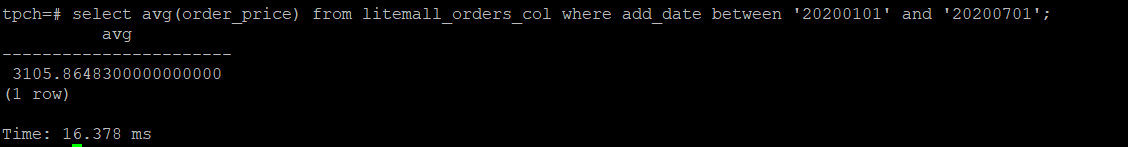 tpch=# select avg(order_price) from litemall_orders_col where add_date between '20200101' and '20200701';
avg
-----------------------
3105.8648300000000000
(1 row)
Time: 16.378 ms